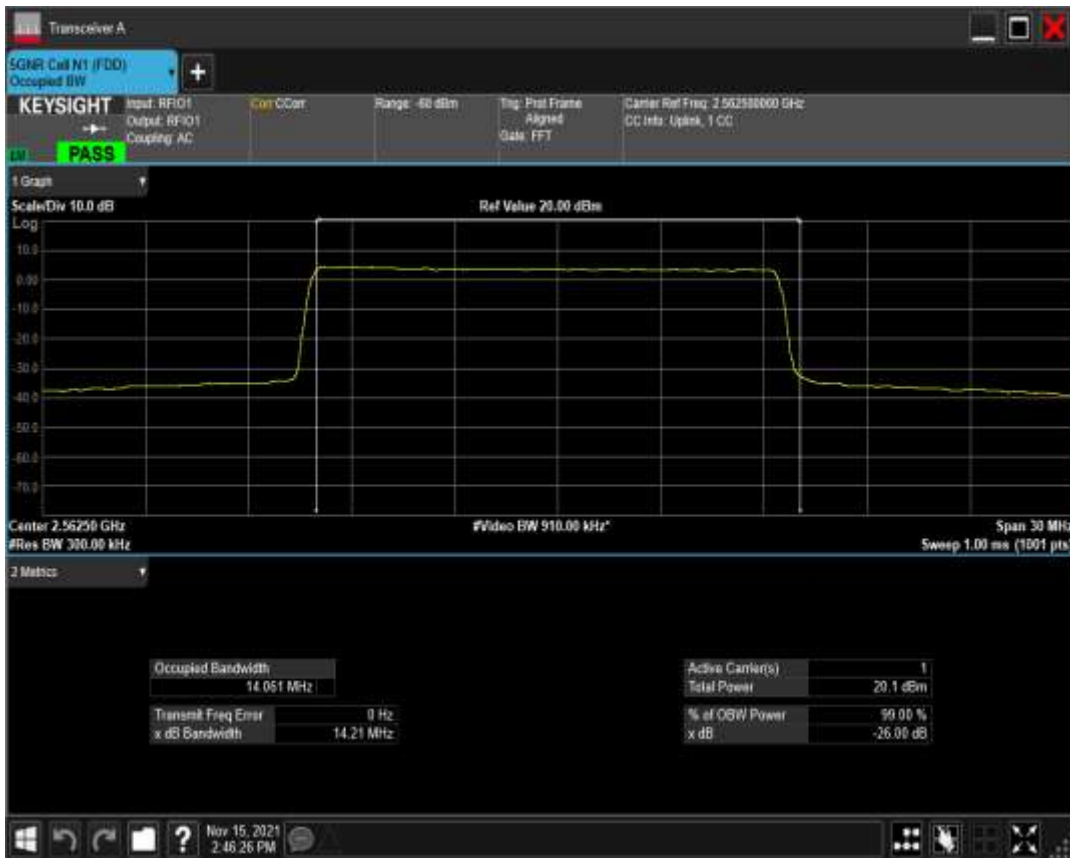 Transceiver A
5GNR Cell N1 (FDD)
Occupied BW
+
KEYSIGHT
Input: RFIO1
Output: RFIO1
Coupling: AC
Corr CCorr
Range: -60 dBm
Trig: Prot Frame
Aligned
Gate: FFT
Carrier Ref Freq: 2.562500000 GHz
CC Info: Uplink, 1 CC
PASS
1 Graph
Scale/Div 10.0 dB
Ref Value 20.00 dBm
Log
10.0
0.00
-10.0
-20.0
-30.0
-40.0
-50.0
-60.0
-70.0
Center 2.56250 GHz
#Video BW 910.00 kHz*
Span 30 MHz
#Res BW 300.00 kHz
Sweep 1.00 ms (1001 pts)
2 Metrics
Occupied Bandwidth
14.061 MHz
Transmit Freq Error 0 Hz
x dB Bandwidth 14.21 MHz
Active Carrier(s) 1
Total Power 20.1 dBm
% of OBW Power 99.00 %
x dB -26.00 dB
?
Nov 15, 2021
2:46:26 PM